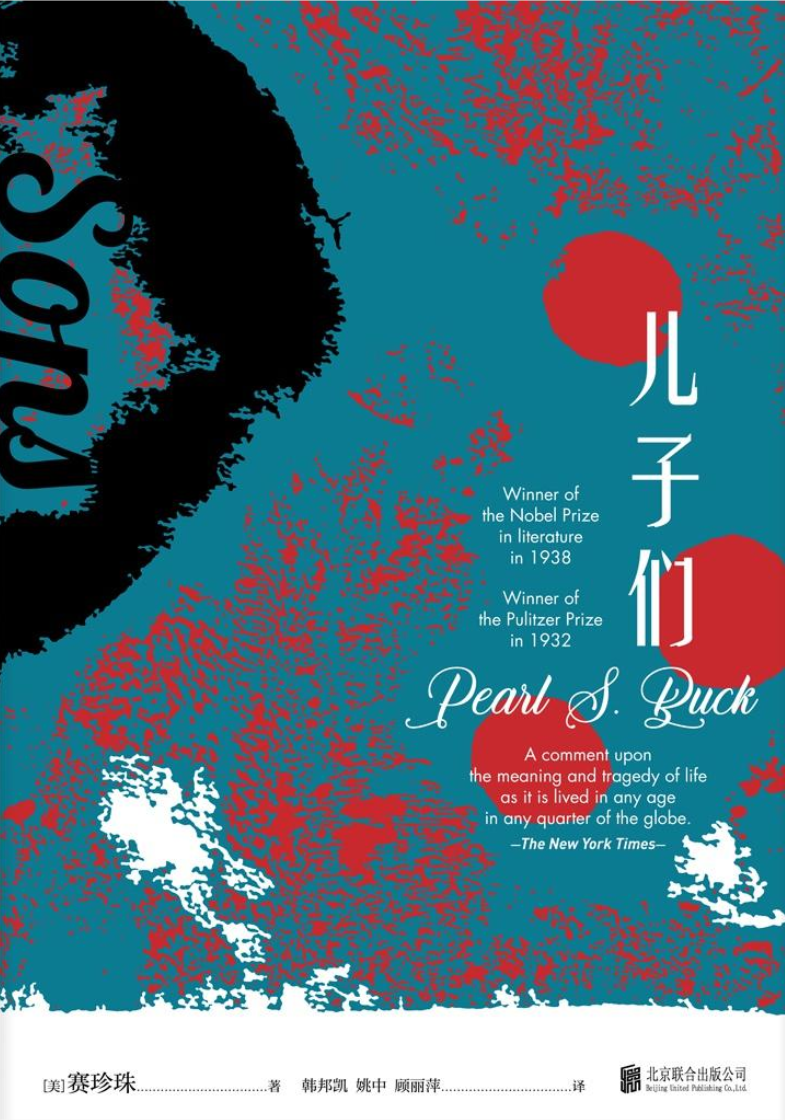 Sons
儿子们
Winner of
the Nobel Prize
in literature
in 1938
Winner of
the Pulitzer Prize
in 1932
Pearl S. Buck
A comment upon
the meaning and tragedy of life
as it is lived in any age
in any quarter of the globe.
—The New York Times—
[美]赛珍珠..............................著 韩邦凯 姚中 顾丽萍..............................译
北京联合出版公司
Beijing United Publishing Co.,Ltd.